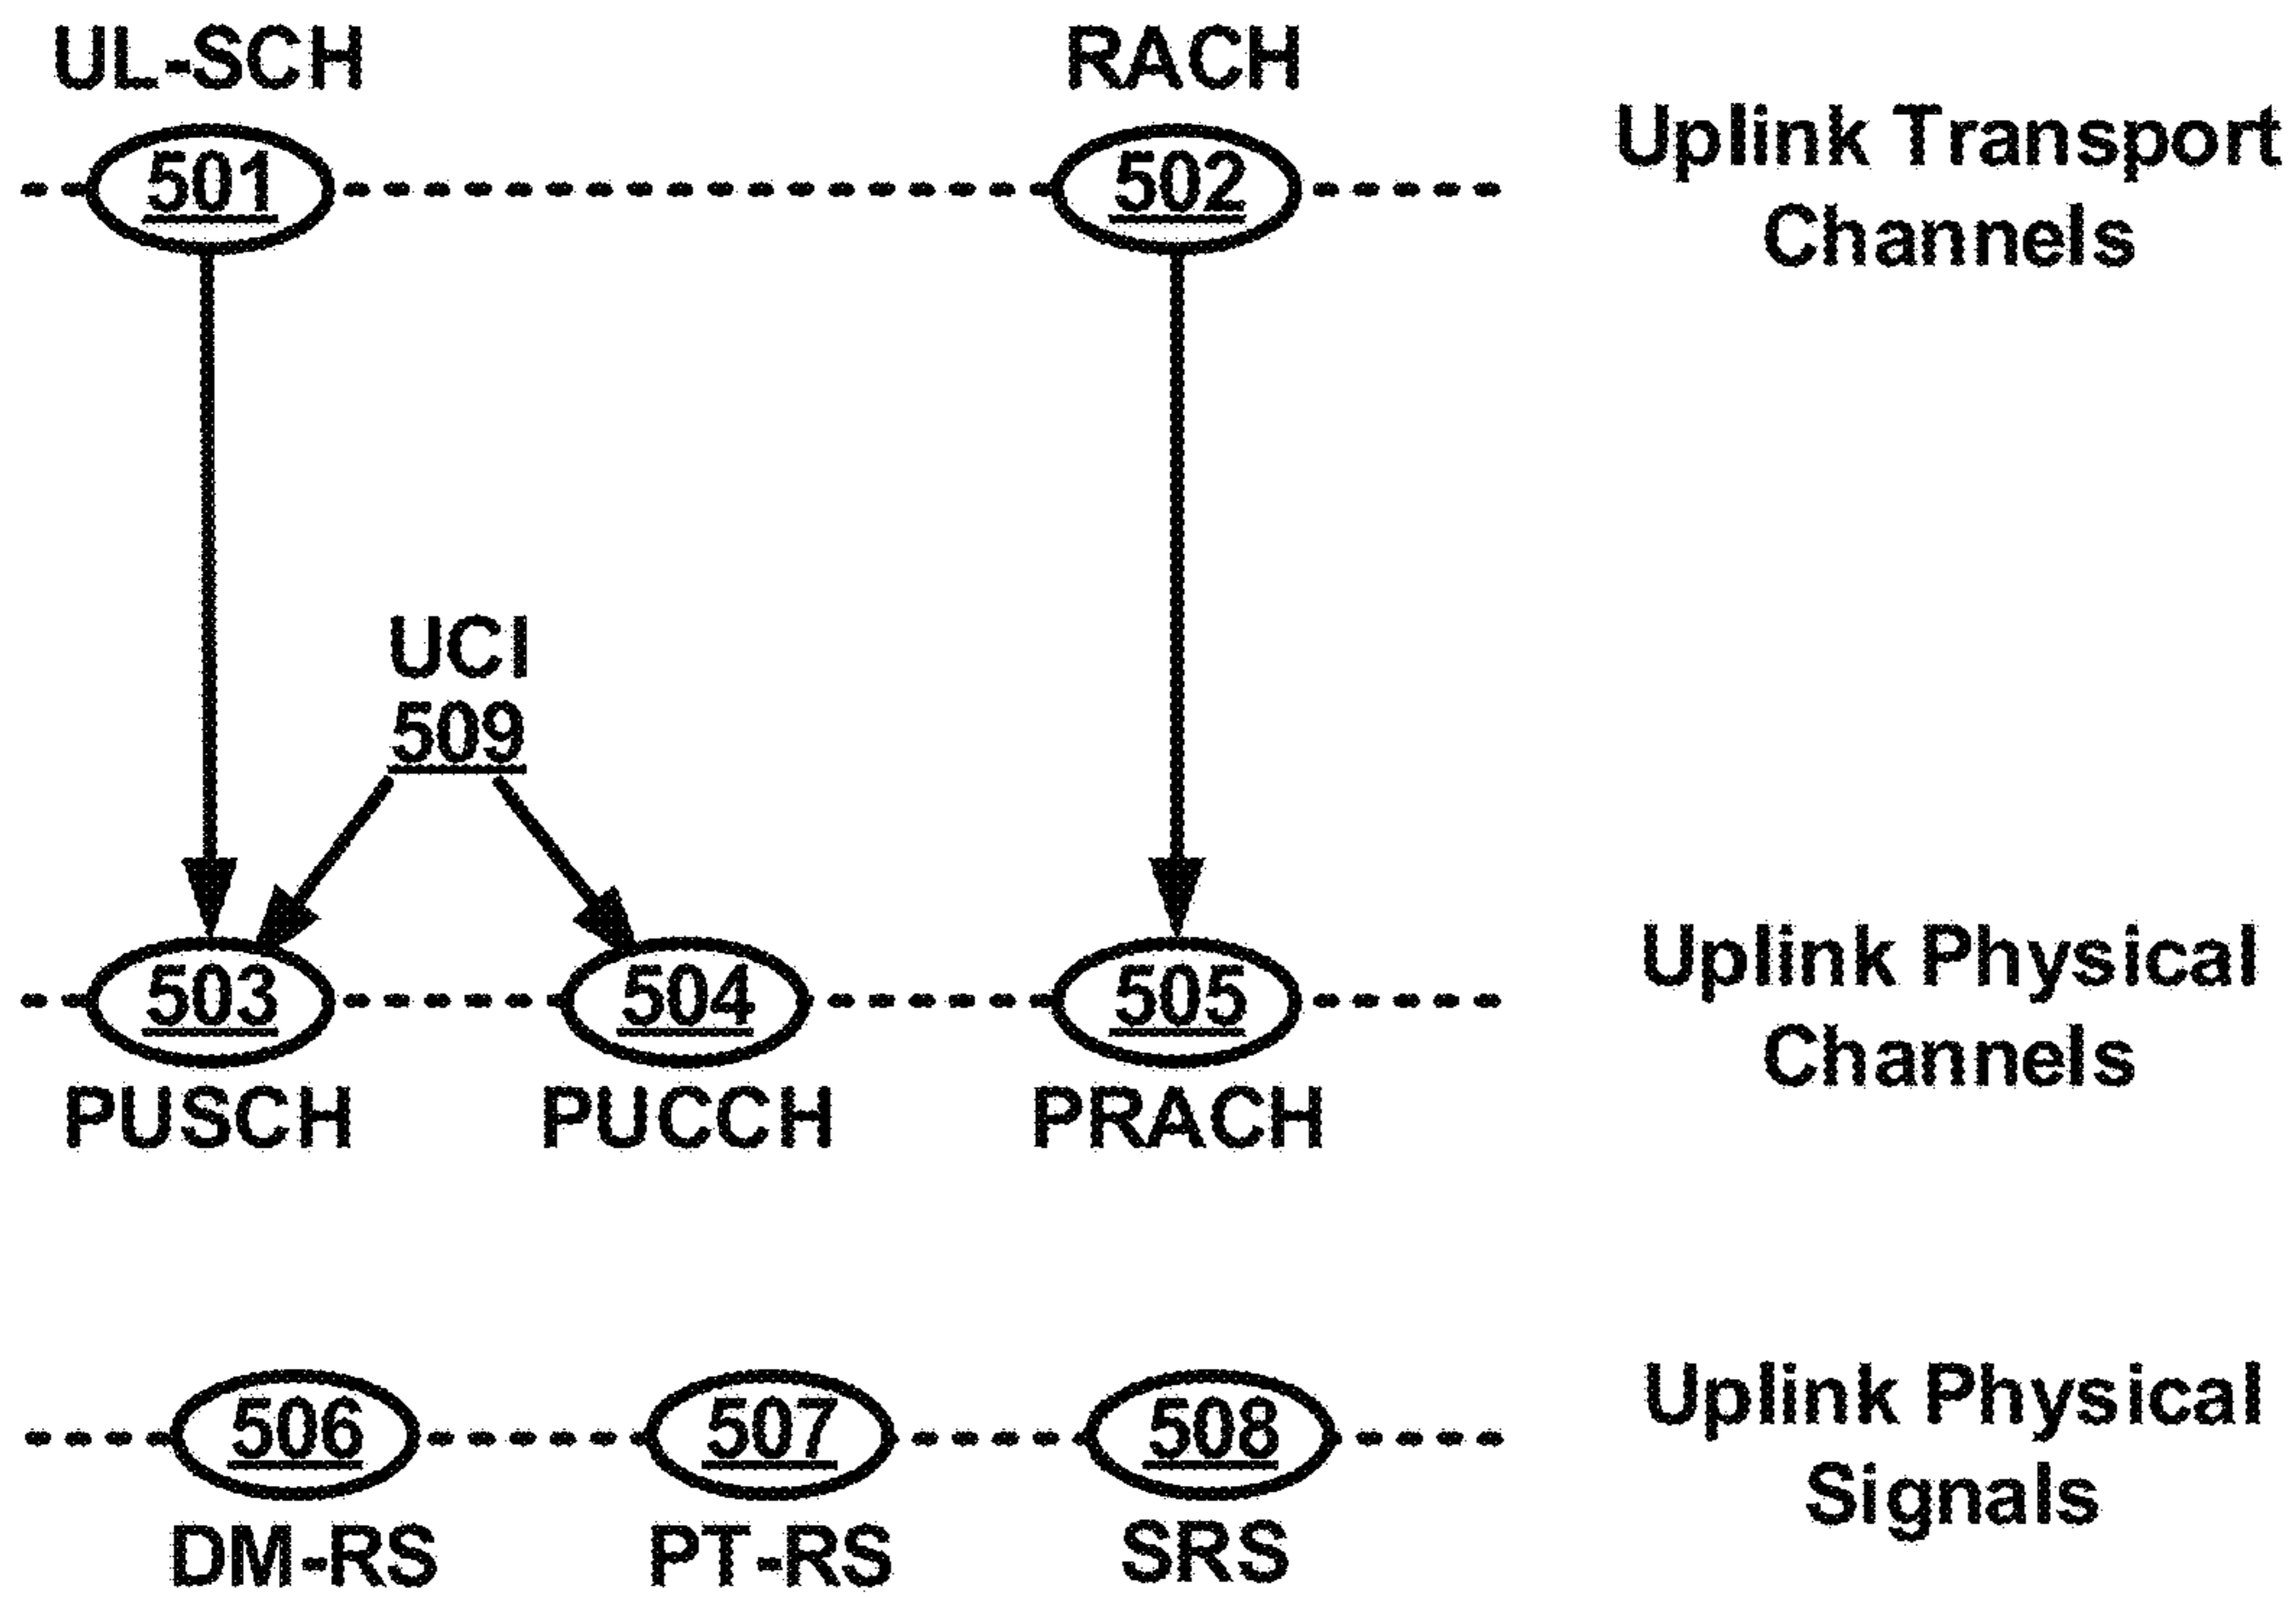 UL-SCH
RACH
501
502
Uplink Transport
Channels
UCI
509
503
504
505
Uplink Physical
Channels
PUSCH
PUCCH
PRACH
506
507
508
Uplink Physical
Signals
DM-RS
PT-RS
SRS